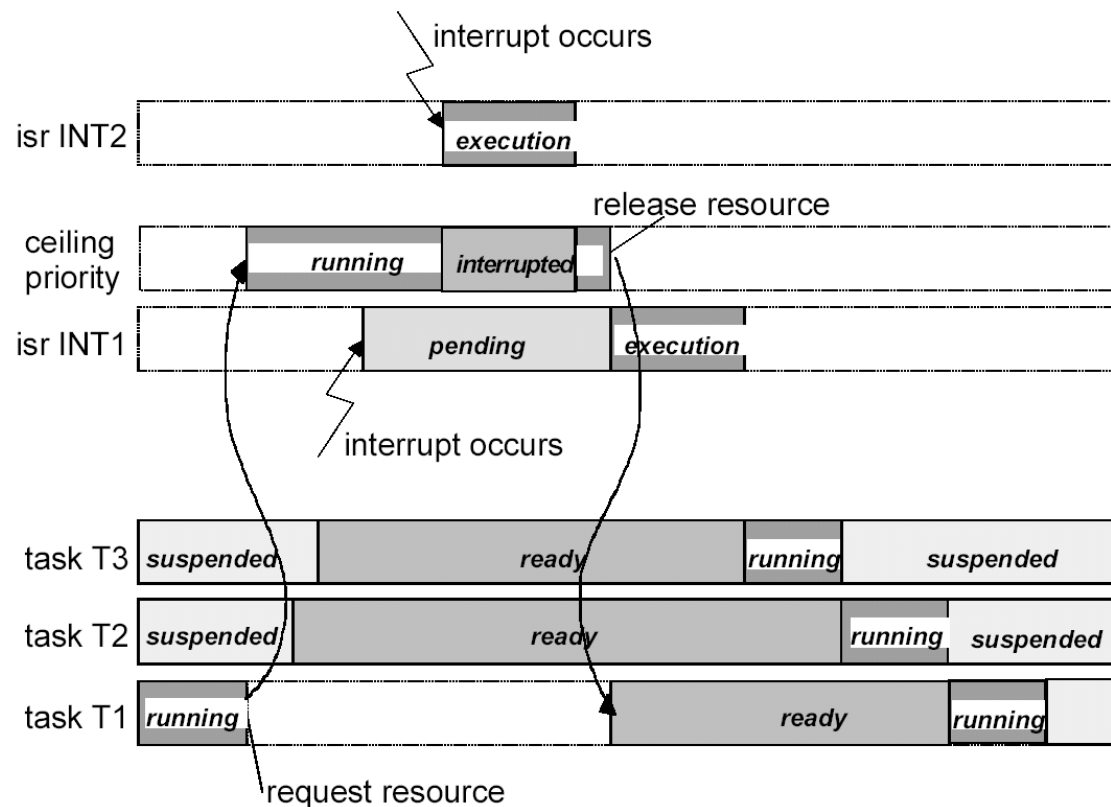 interrupt occurs
isr INT2
execution
release resource
ceiling
priority
running
interrupted
isr INT1
pending
execution
interrupt occurs
task T3
suspended
ready
running
suspended
task T2
suspended
ready
running
suspended
task T1
running
ready
running
request resource